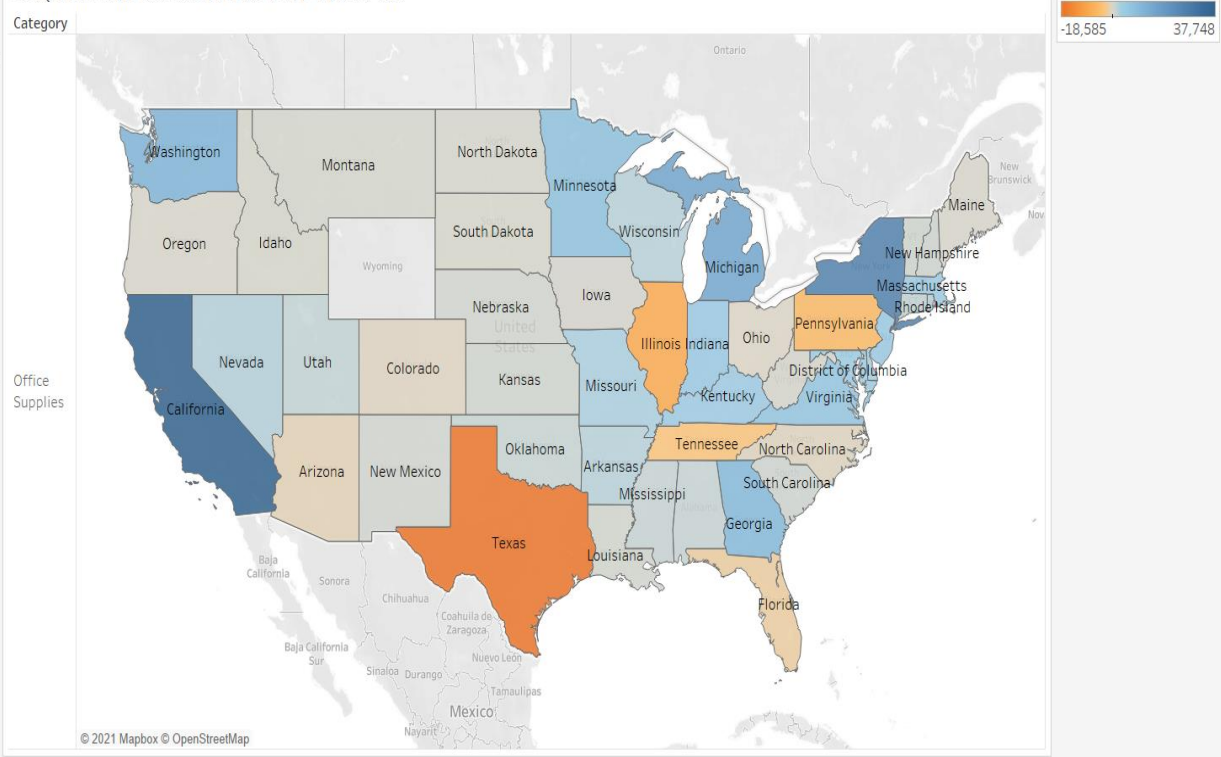 Category
-18,585 37,748
Ontario
Washington
Montana
North Dakota
Minnesota
New
Brunswick
Maine
Nov
Oregon
Idaho
South Dakota
Wisconsin
Wyoming
Michigan
New York
New Hampshire
Massachusetts
Rhode Island
Iowa
Nebraska
United
States
Illinois
Indiana
Ohio
Pennsylvania
Nevada
Utah
Colorado
Kansas
Missouri
Kentucky
District of Columbia
Virginia
Office
Supplies
California
Arizona
New Mexico
Oklahoma
Arkansas
Tennessee
North Carolina
Mississippi
Alabama
South Carolina
Georgia
Texas
Louisiana
Florida
Baja
California
Sonora
Chihuahua
Coahuila de
Zaragoza
Baja California
Sur
Sinaloa
Durango
Nuevo León
Tamaulipas
Mexico
Nayarit
© 2021 Mapbox © OpenStreetMap